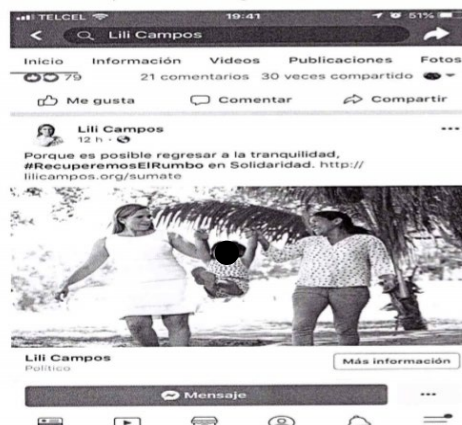 TELCEL 19:41 51%
Lili Campos
Inicio Información Videos Publicaciones Fotos
79 21 comentarios 30 veces compartido
Me gusta Comentar Compartir
Lili Campos
12 h
Porque es posible regresar a la tranquilidad,
#RecuperemosElRumbo en Solidaridad. http://
lilicampos.org/sumate
Lili Campos
Político
Más información
Mensaje